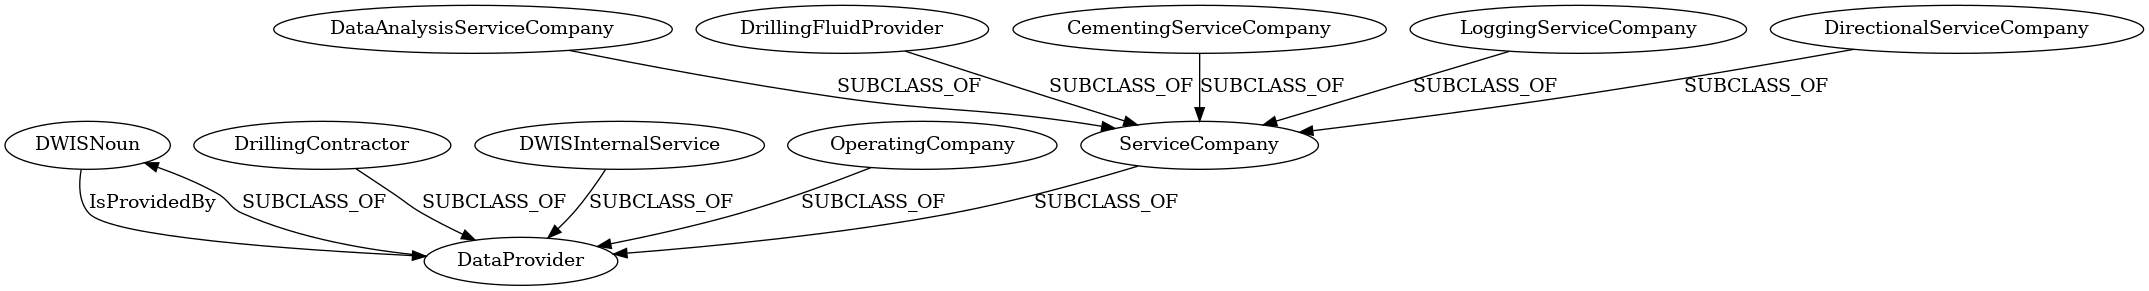 DataAnalysisServiceCompany
DrillingFluidProvider
CementingServiceCompany
LoggingServiceCompany
DirectionalServiceCompany
SUBCLASS_OF
SUBCLASS_OF
SUBCLASS_OF
SUBCLASS_OF
SUBCLASS_OF
DWISNoun
DrillingContractor
DWISInternalService
OperatingCompany
ServiceCompany
IsProvidedBy
SUBCLASS_OF
SUBCLASS_OF
SUBCLASS_OF
SUBCLASS_OF
SUBCLASS_OF
DataProvider